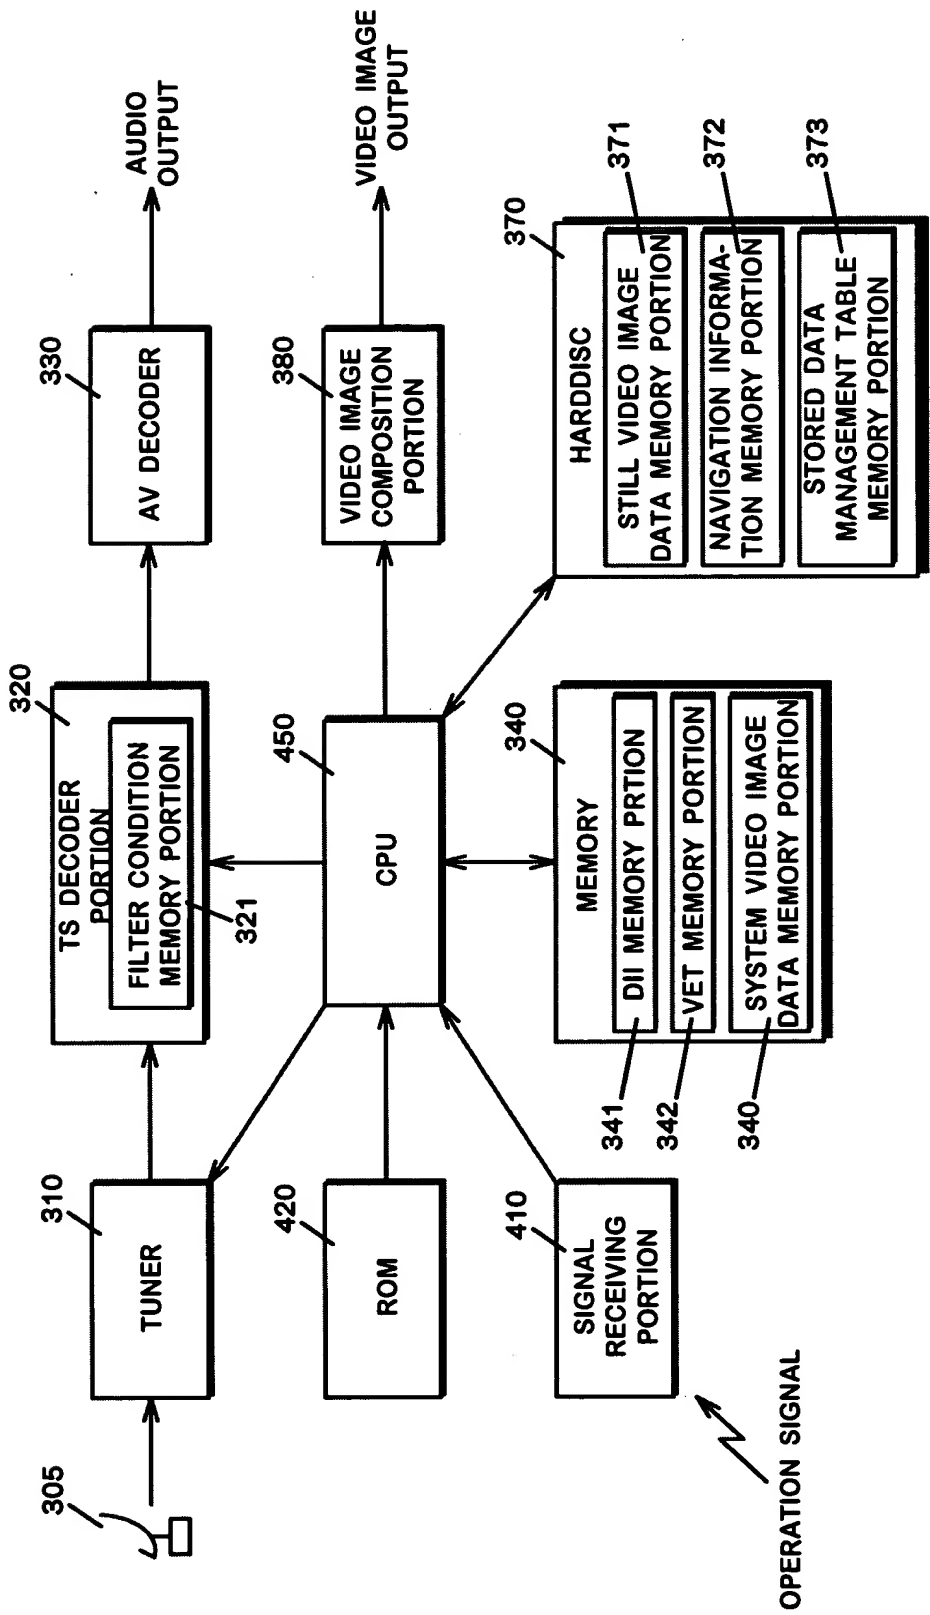 305
310
TUNER
320
TS DECODER
PORTION
FILTER CONDITION
MEMORY PORTION
321
330
AV DECODER
AUDIO
OUTPUT
420
ROM
450
CPU
380
VIDEO IMAGE
COMPOSITION
PORTION
VIDEO IMAGE
OUTPUT
OPERATION SIGNAL
410
SIGNAL
RECEIVING
PORTION
340
MEMORY
341
DII MEMORY PRTION
342
VET MEMORY PORTION
340
SYSTEM VIDEO IMAGE
DATA MEMORY PORTION
370
HARDDISC
STILL VIDEO IMAGE
DATA MEMORY PORTION
371
NAVIGATION INFORMA-
TION MEMORY PORTION
372
STORED DATA
MANAGEMENT TABLE
MEMORY PORTION
373